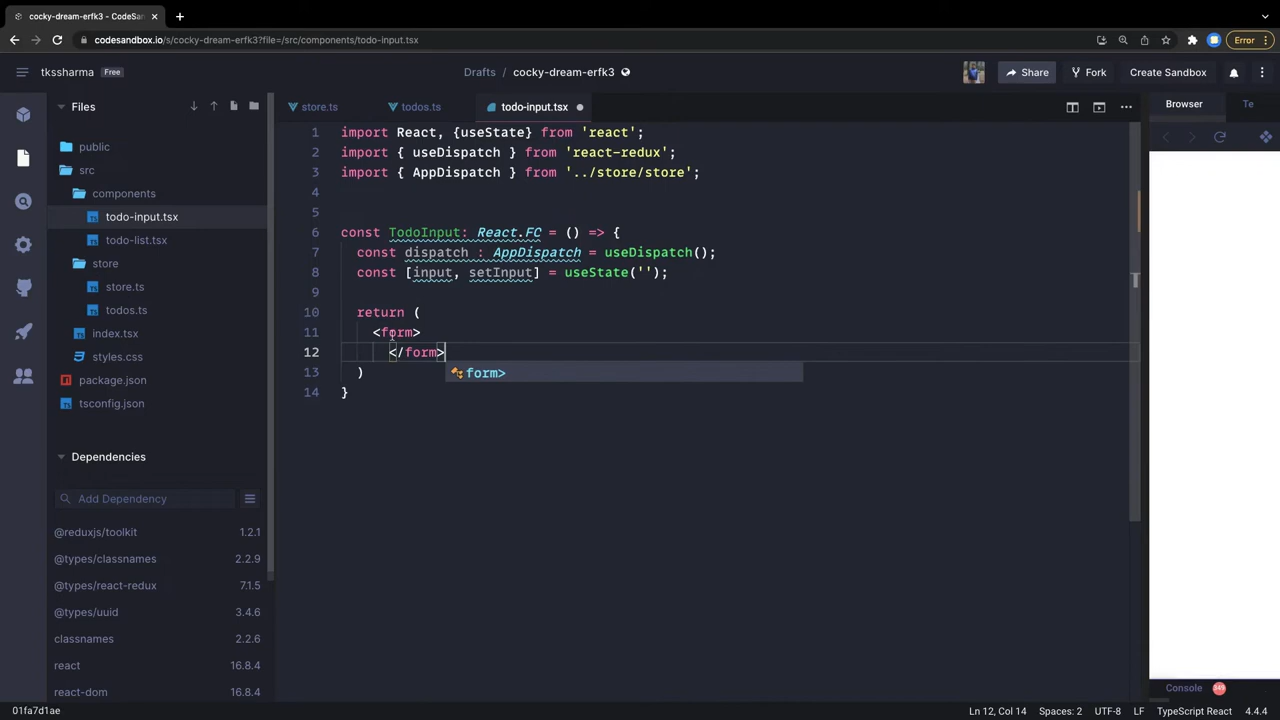 cocky-dream-erfk3 - CodeSan
codesandbox.io/s/cocky-dream-erfk3?file=/src/components/todo-input.tsx
Error
tkssharma
Free
Drafts / cocky-dream-erfk3
Share
Fork
Create Sandbox
Files
public
src
components
todo-input.tsx
todo-list.tsx
store
store.ts
todos.ts
index.tsx
styles.css
package.json
tsconfig.json
Dependencies
Add Dependency
@reduxjs/toolkit 1.2.1
@types/classnames 2.2.9
@types/react-redux 7.1.5
@types/uuid 3.4.6
classnames 2.2.6
react 16.8.4
react-dom 16.8.4
store.ts
todos.ts
todo-input.tsx
1 import React, {useState} from 'react';
2 import { useDispatch } from 'react-redux';
3 import { AppDispatch } from '../store/store';
4
5
6 const TodoInput: React.FC = () => {
7 const dispatch : AppDispatch = useDispatch();
8 const [input, setInput] = useState('');
9
10 return (
11 <form>
12 </form>
form>
13 )
14 }
Browser
Te
Console 349
01fa7d1ae
Ln 12, Col 14
Spaces: 2
UTF-8
LF
TypeScript React
4.4.4